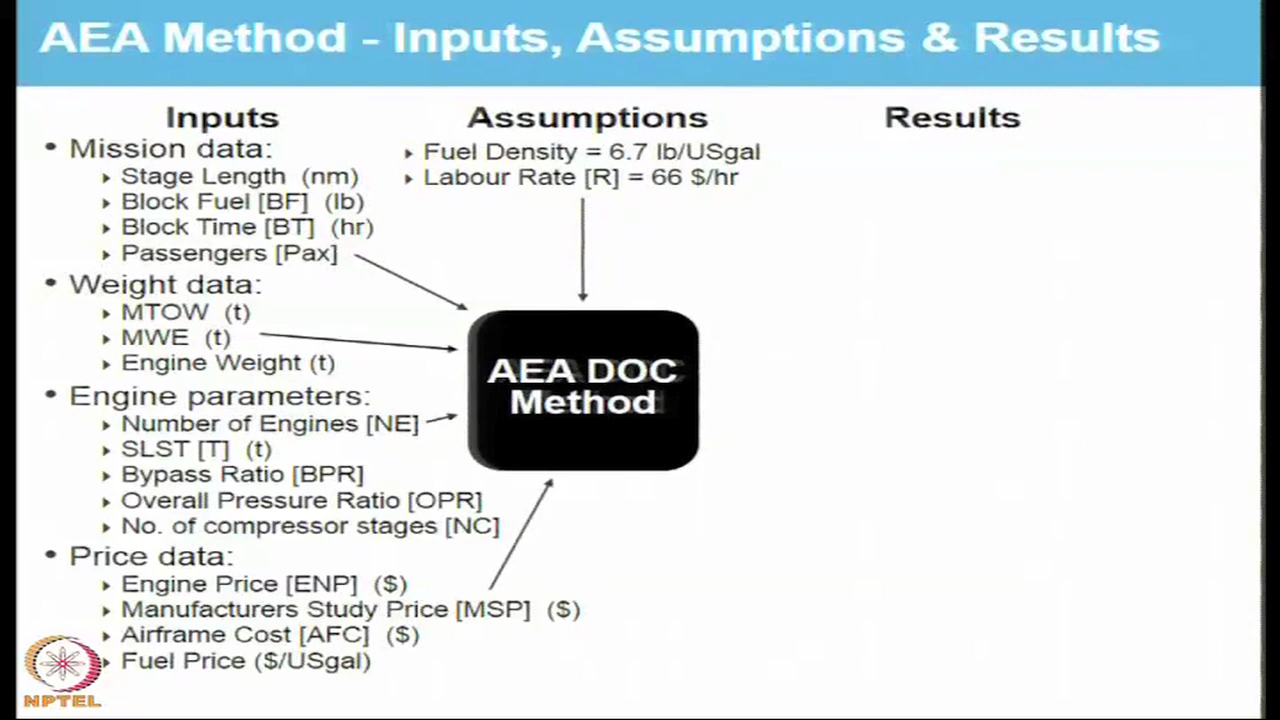 AEA Method - Inputs, Assumptions & Results
Inputs
Assumptions
Results
• Mission data:
Stage Length (nm)
Block Fuel [BF] (lb)
Block Time [BT] (hr)
Passengers [Pax]
• Weight data:
MTOW (t)
MWE (t)
Engine Weight (t)
• Engine parameters:
Number of Engines [NE]
SLST [T] (t)
Bypass Ratio [BPR]
Overall Pressure Ratio [OPR]
No. of compressor stages [NC]
• Price data:
Engine Price [ENP] ($)
Manufacturers Study Price [MSP] ($)
Airframe Cost [AFC] ($)
Fuel Price ($/USgal)
Fuel Density = 6.7 lb/USgal
Labour Rate [R] = 66 $/hr
AEA DOC
Method
NPTEL